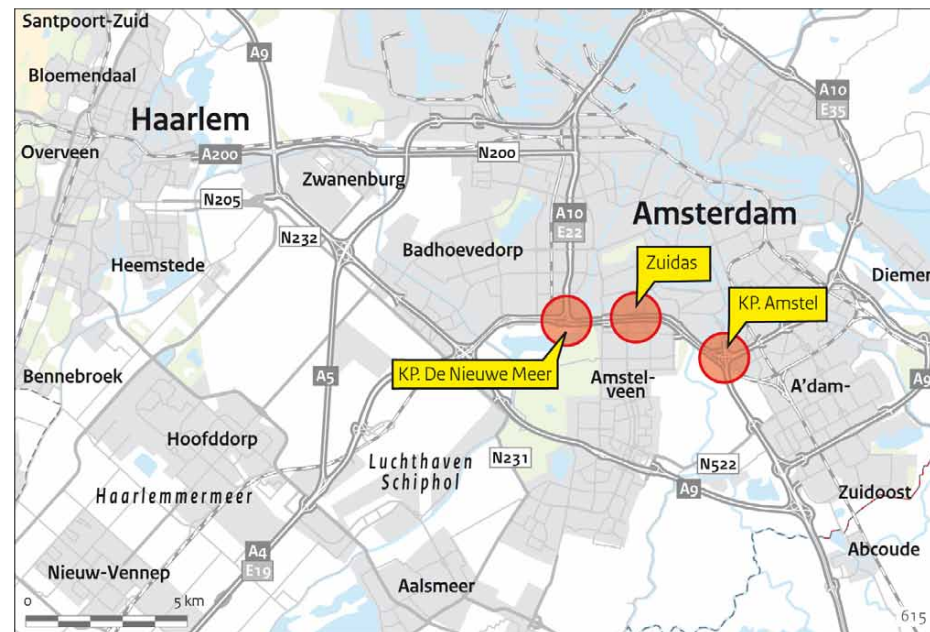 Santpoort-Zuid
A9
Bloemendaal
A10
E35
Haarlem
Overveen
A200
N200
Zwanenburg
N205
A10
E22
Amsterdam
N232
Badhoevedorp
Zuidas
Heemstede
Diemen
KP. Amstel
KP. De Nieuwe Meer
Bennebroek
A5
Amstel-
veen
A'dam-
A9
Hoofddorp
Luchthaven
Schiphol
N231
N522
Haarlemmermeer
A9
Zuidoost
A4
E19
Abcoude
Nieuw-Vennep
Aalsmeer
0
5 km
615